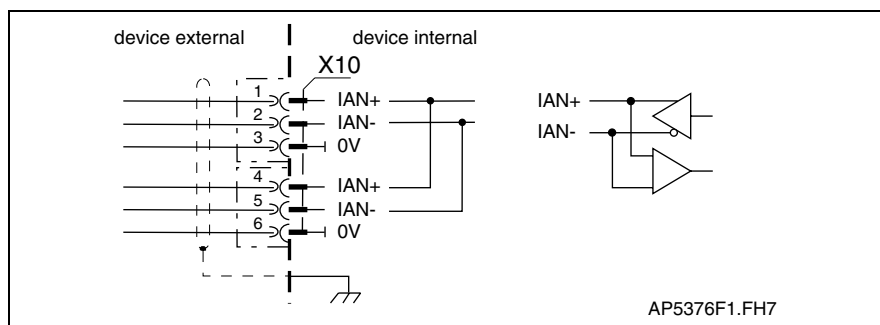 device external
device internal
X10
1 IAN+
2 IAN-
3 0V
4 IAN+
5 IAN-
6 0V
IAN+
IAN-
AP5376F1.FH7